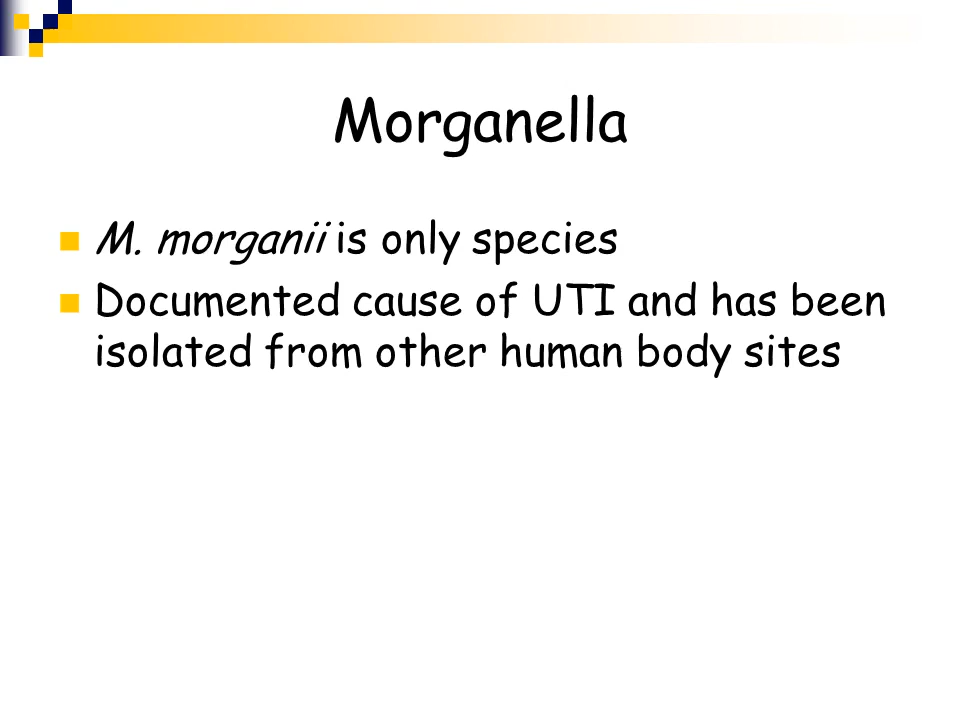 Morganella
M. morganii is only species
Documented cause of UTI and has been
isolated from other human body sites